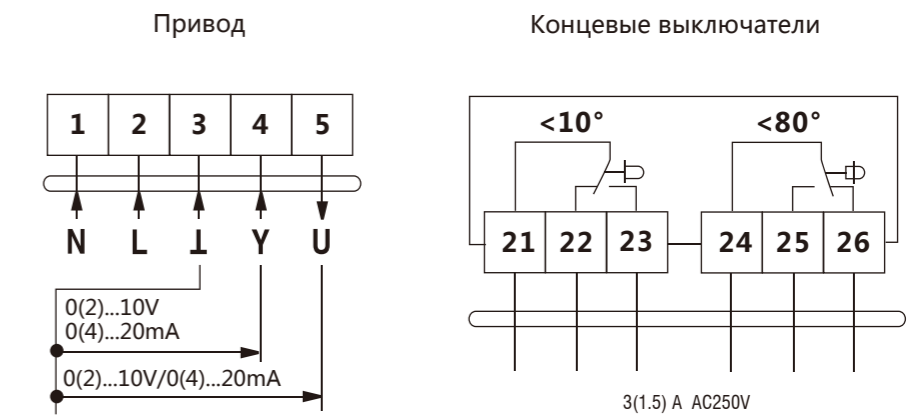 Привод
Концевые выключатели
1 2 3 4 5
N L ⊥ Y U
0(2)...10V
0(4)...20mA
0(2)...10V/0(4)...20mA
<10° <80°
21 22 23 24 25 26
3(1.5) A AC250V